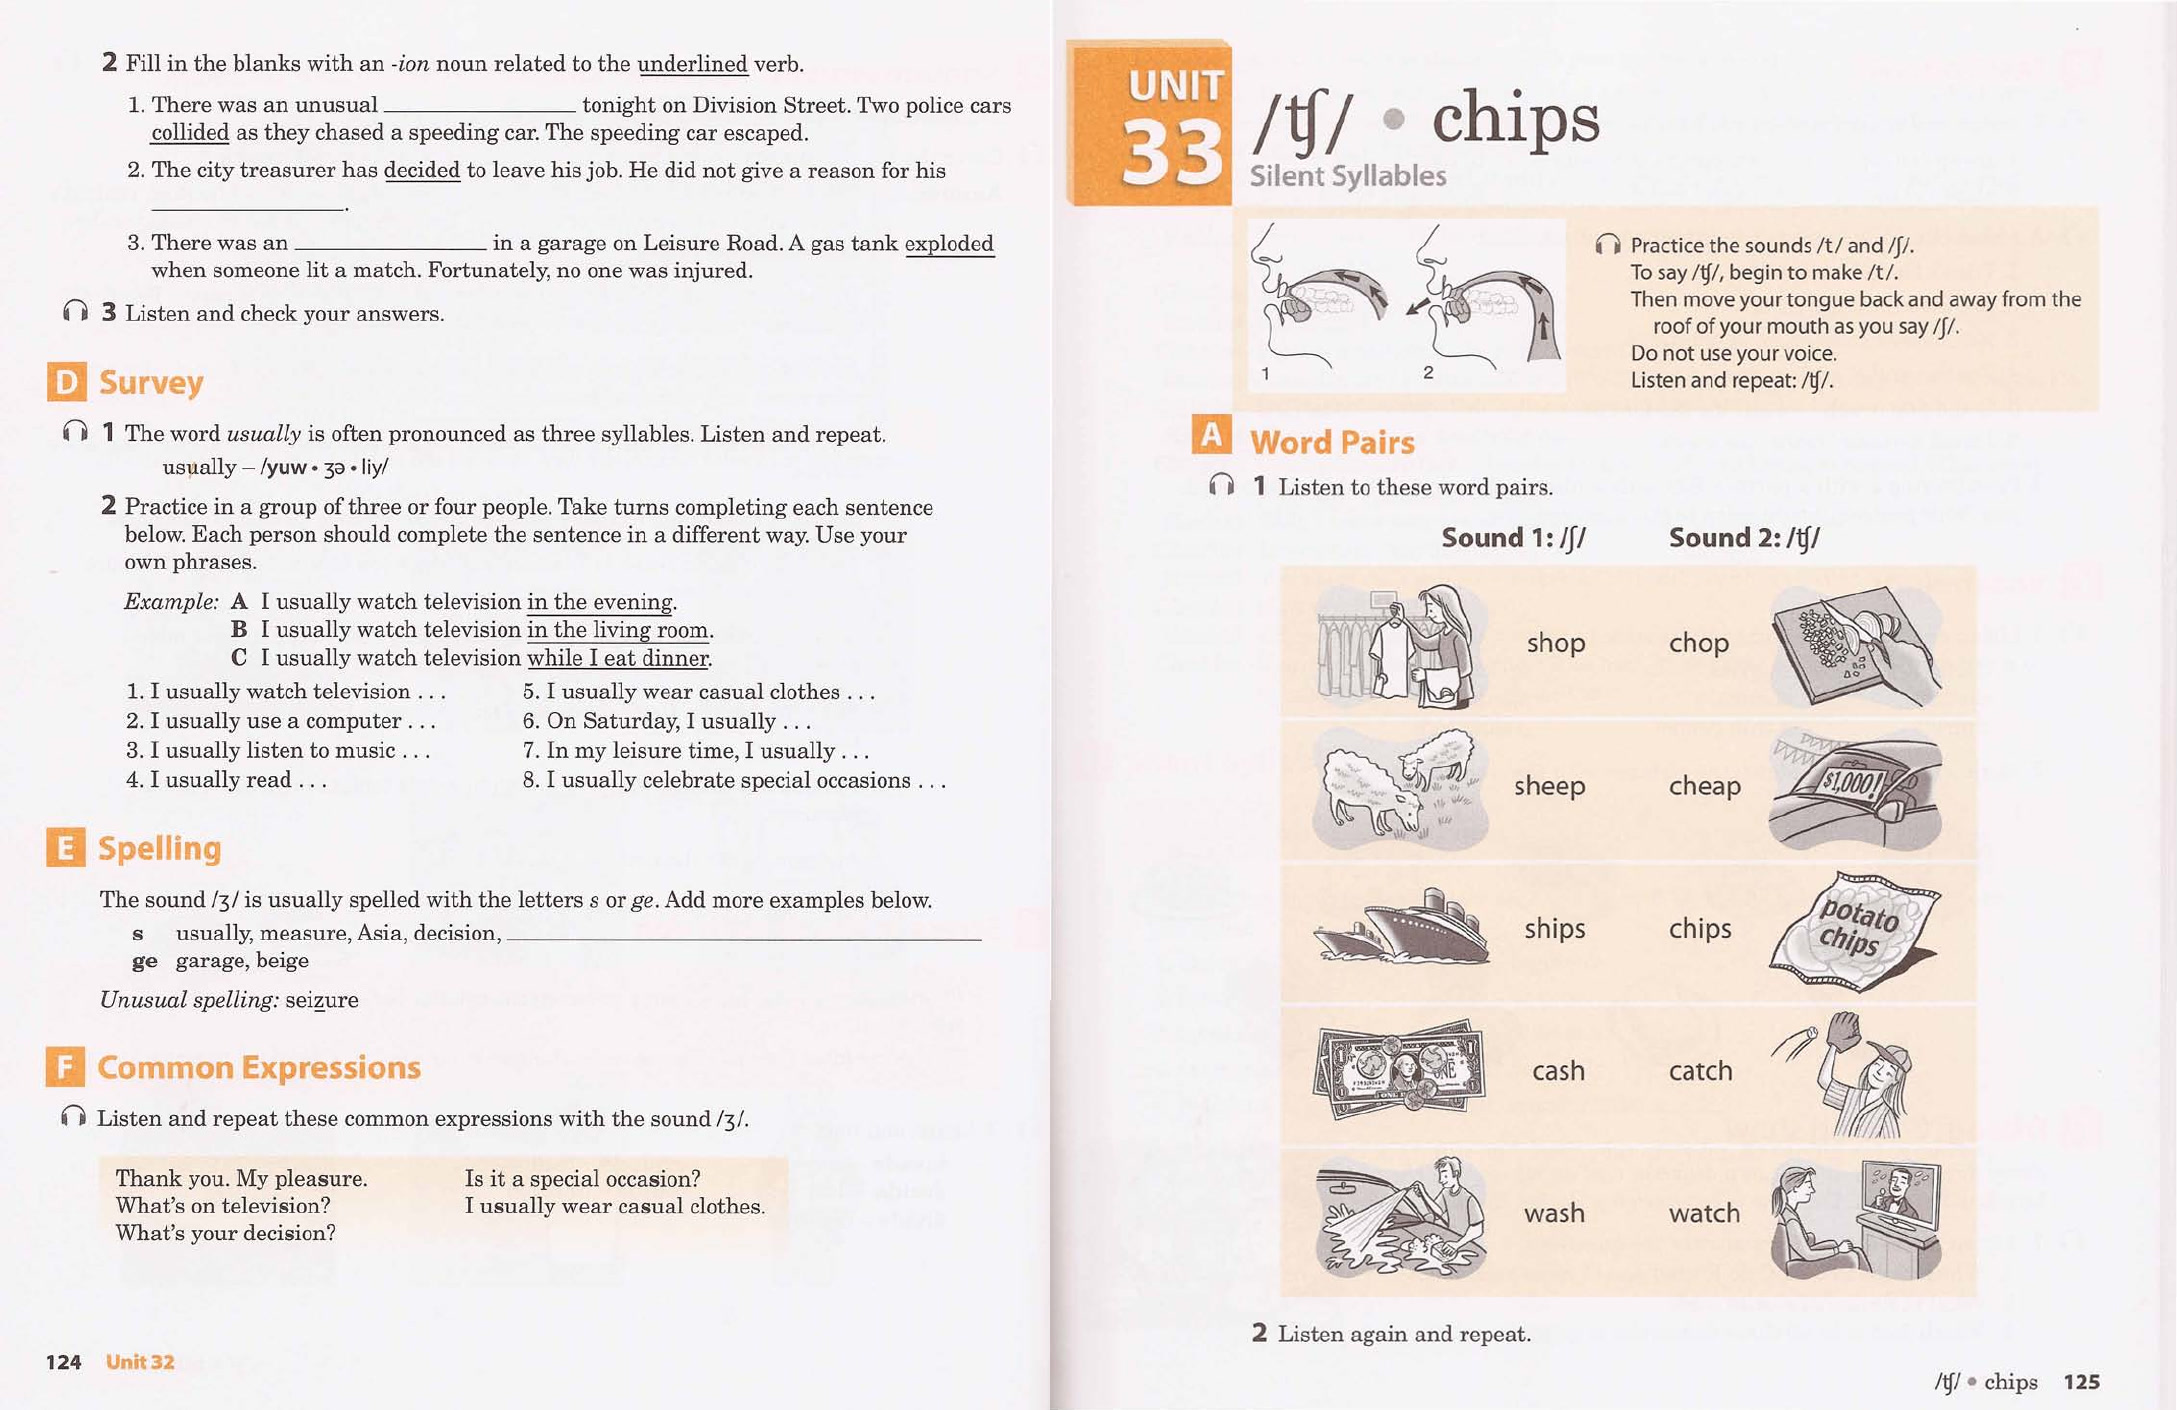 2 Fill in the blanks with an -ion noun related to the underlined verb.
1. There was an unusual ________________ tonight on Division Street. Two police cars
collided as they chased a speeding car. The speeding car escaped.
2. The city treasurer has decided to leave his job. He did not give a reason for his
________________.
3. There was an ________________ in a garage on Leisure Road. A gas tank exploded
when someone lit a match. Fortunately, no one was injured.
3 Listen and check your answers.
D Survey
1 The word usually is often pronounced as three syllables. Listen and repeat.
usually – /yuw • ʒə • liy/
2 Practice in a group of three or four people. Take turns completing each sentence
below. Each person should complete the sentence in a different way. Use your
own phrases.
Example: A I usually watch television in the evening.
B I usually watch television in the living room.
C I usually watch television while I eat dinner.
1. I usually watch television . . .
2. I usually use a computer . . .
3. I usually listen to music . . .
4. I usually read . . .
5. I usually wear casual clothes . . .
6. On Saturday, I usually . . .
7. In my leisure time, I usually . . .
8. I usually celebrate special occasions . . .
E Spelling
The sound /ʒ/ is usually spelled with the letters s or ge. Add more examples below.
s usually, measure, Asia, decision, ________________
ge garage, beige
Unusual spelling: seizure
F Common Expressions
Listen and repeat these common expressions with the sound /ʒ/.
Thank you. My pleasure.
What's on television?
What's your decision?
Is it a special occasion?
I usually wear casual clothes.
124 Unit 32
UNIT
33
/tʃ/ • chips
Silent Syllables
1
2
Practice the sounds /t/ and /ʃ/.
To say /tʃ/, begin to make /t/.
Then move your tongue back and away from the
roof of your mouth as you say /ʃ/.
Do not use your voice.
Listen and repeat: /tʃ/.
A Word Pairs
1 Listen to these word pairs.
Sound 1: /ʃ/ Sound 2: /tʃ/
shop chop
sheep cheap
$1,000!
ships chips
potato
chips
cash catch
ONE
wash watch
2 Listen again and repeat.
/tʃ/ • chips 125